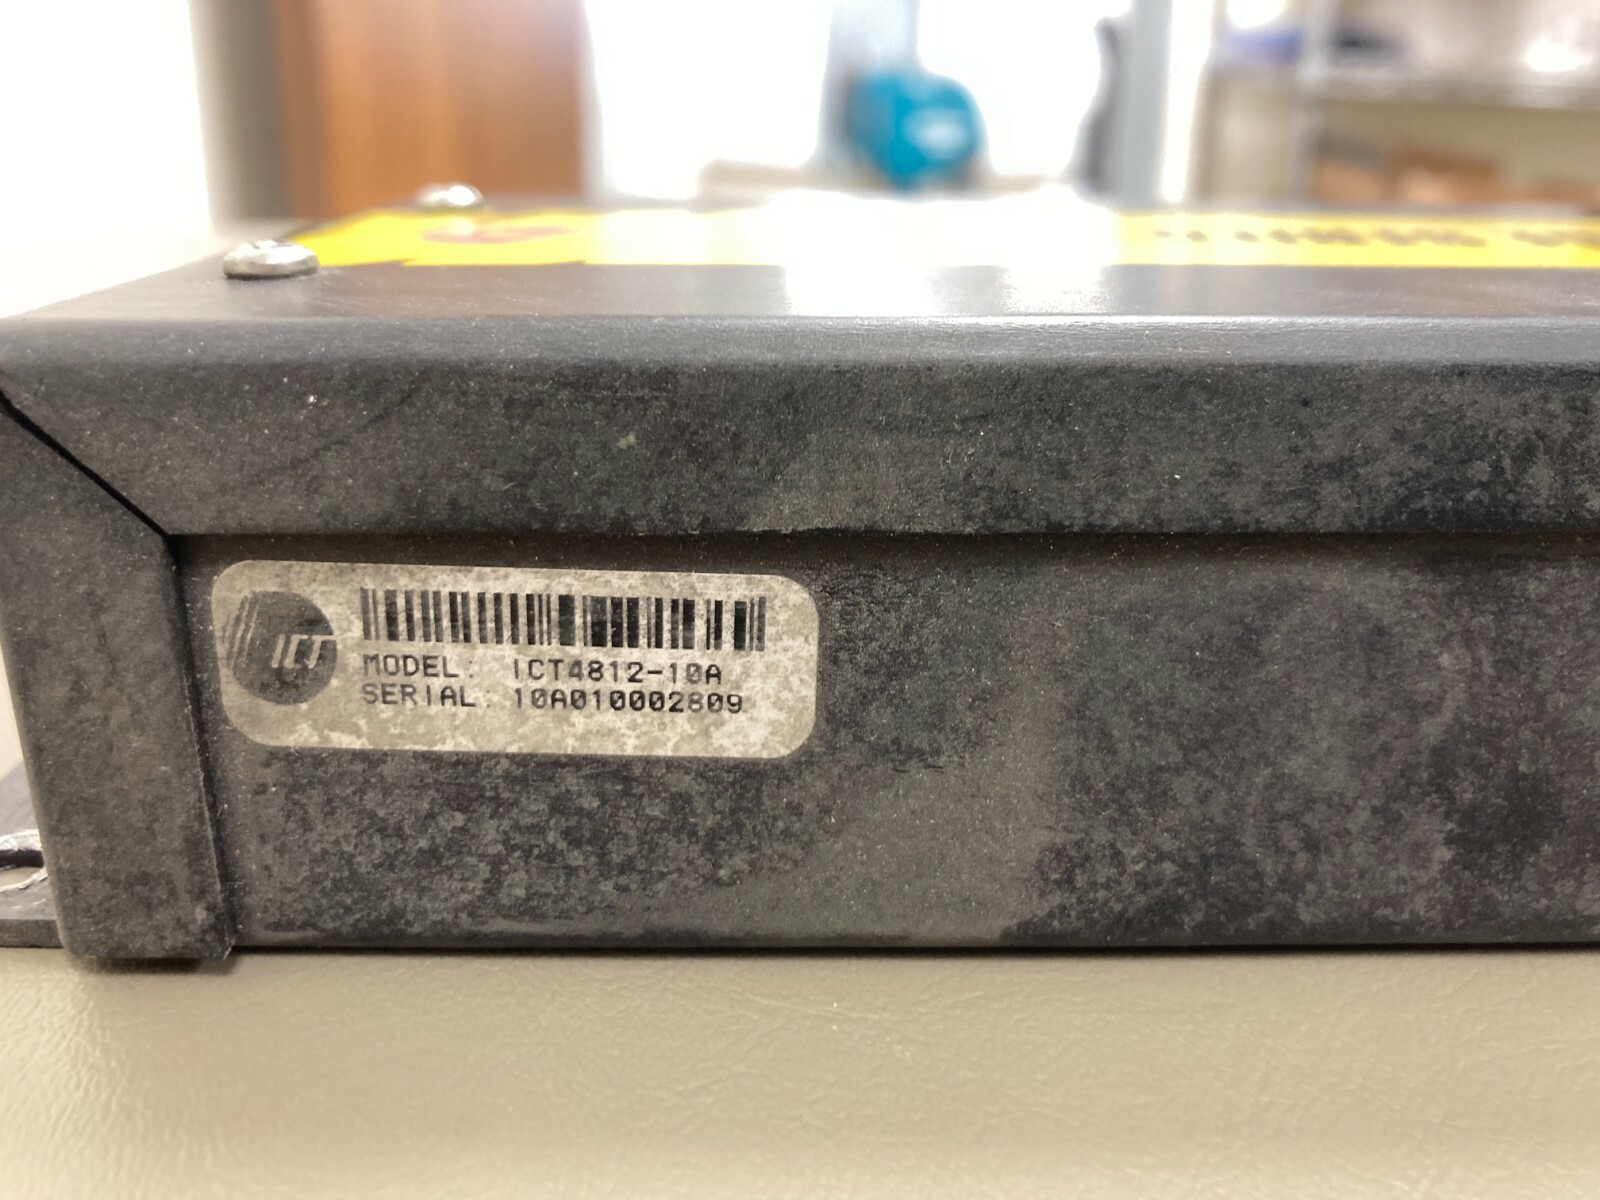 ICT
MODEL: ICT4812-10A
SERIAL: 10A010002809